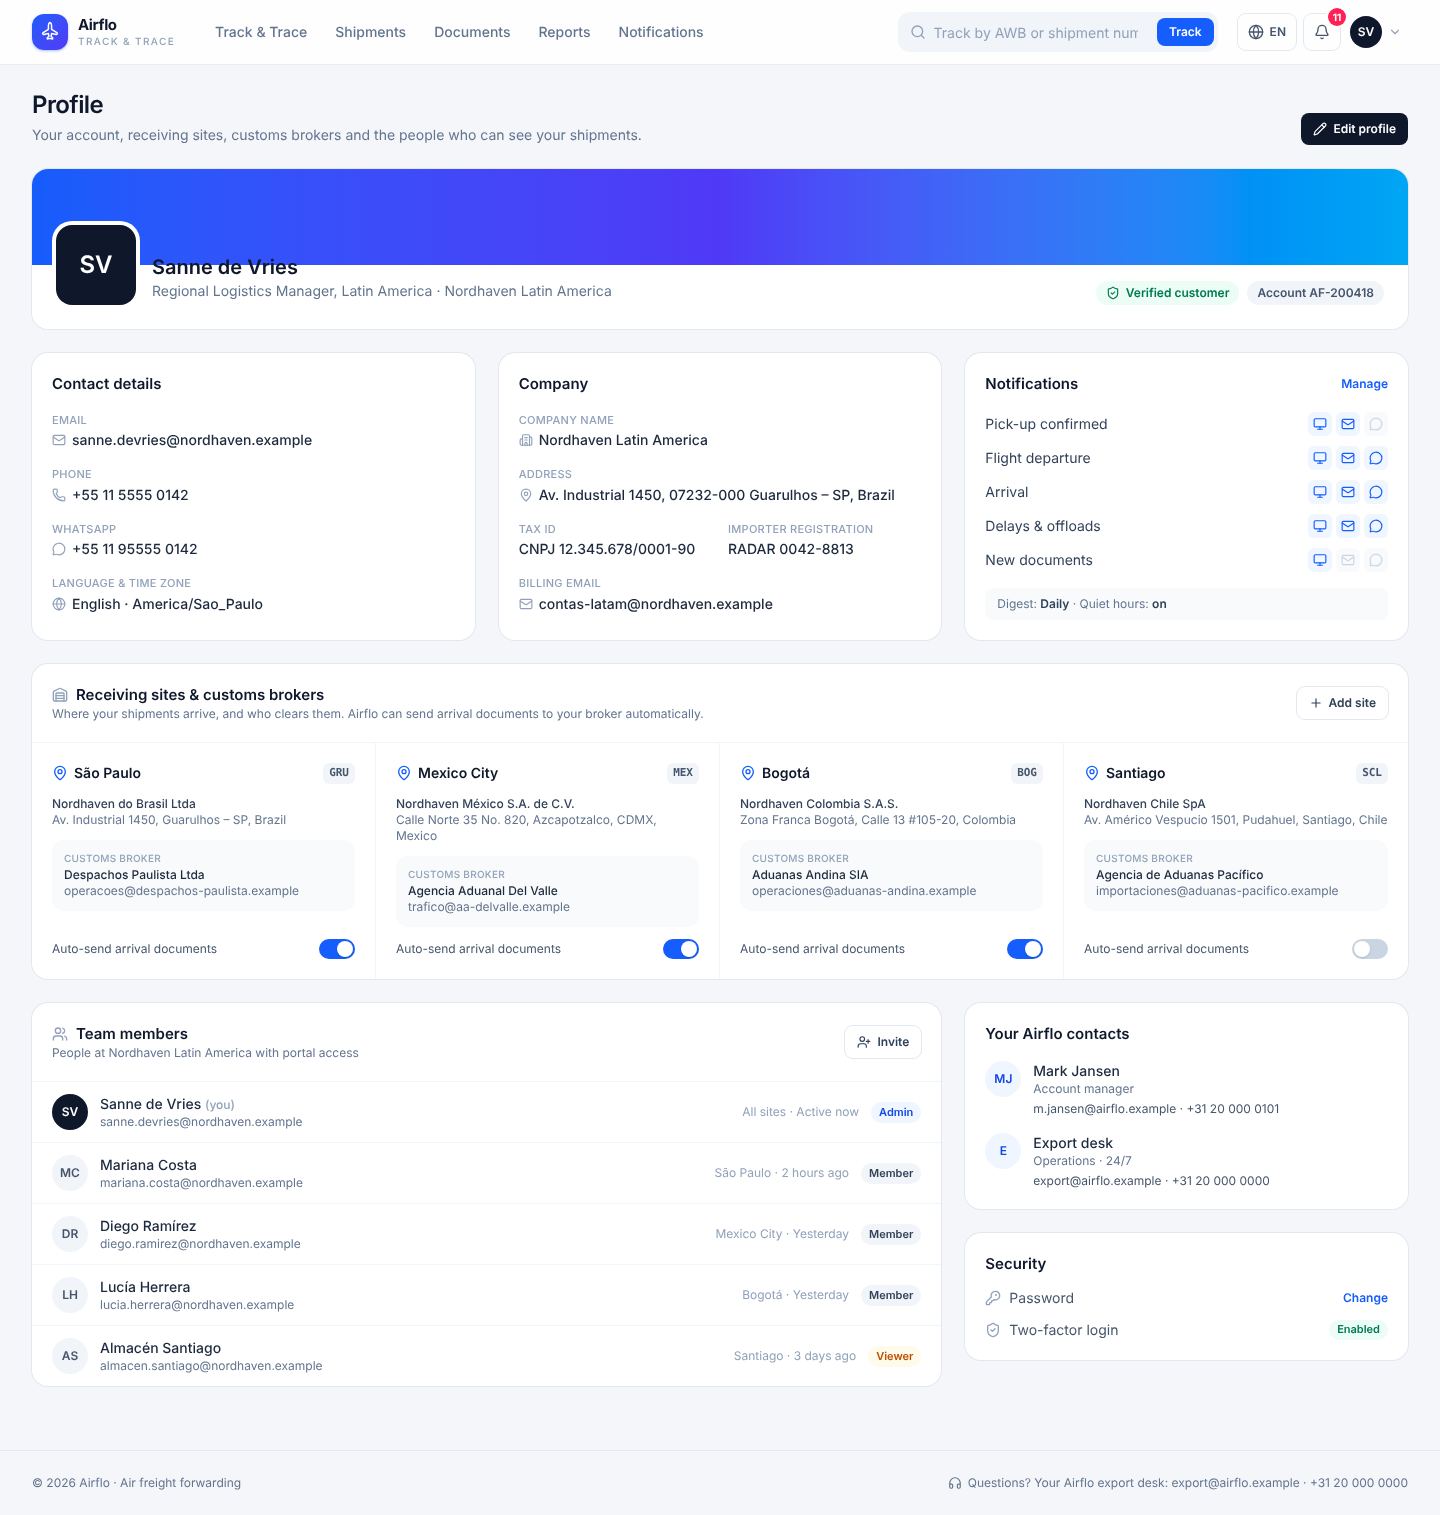 Airflo
TRACK & TRACE
Track & Trace
Shipments
Documents
Reports
Notifications
Track by AWB or shipment num
Track
EN
11
SV
Profile
Your account, receiving sites, customs brokers and the people who can see your shipments.
Edit profile
SV
Sanne de Vries
Regional Logistics Manager, Latin America · Nordhaven Latin America
Verified customer
Account AF-200418
Contact details
EMAIL
sanne.devries@nordhaven.example
PHONE
+55 11 5555 0142
WHATSAPP
+55 11 95555 0142
LANGUAGE & TIME ZONE
English · America/Sao_Paulo
Company
COMPANY NAME
Nordhaven Latin America
ADDRESS
Av. Industrial 1450, 07232-000 Guarulhos – SP, Brazil
TAX ID
CNPJ 12.345.678/0001-90
IMPORTER REGISTRATION
RADAR 0042-8813
BILLING EMAIL
contas-latam@nordhaven.example
Notifications
Manage
Pick-up confirmed
Flight departure
Arrival
Delays & offloads
New documents
Digest: Daily · Quiet hours: on
Receiving sites & customs brokers
Where your shipments arrive, and who clears them. Airflo can send arrival documents to your broker automatically.
Add site
São Paulo
GRU
Nordhaven do Brasil Ltda
Av. Industrial 1450, Guarulhos – SP, Brazil
CUSTOMS BROKER
Despachos Paulista Ltda
operacoes@despachos-paulista.example
Auto-send arrival documents
Mexico City
MEX
Nordhaven México S.A. de C.V.
Calle Norte 35 No. 820, Azcapotzalco, CDMX,
Mexico
CUSTOMS BROKER
Agencia Aduanal Del Valle
trafico@aa-delvalle.example
Auto-send arrival documents
Bogotá
BOG
Nordhaven Colombia S.A.S.
Zona Franca Bogotá, Calle 13 #105-20, Colombia
CUSTOMS BROKER
Aduanas Andina SIA
operaciones@aduanas-andina.example
Auto-send arrival documents
Santiago
SCL
Nordhaven Chile SpA
Av. Américo Vespucio 1501, Pudahuel, Santiago, Chile
CUSTOMS BROKER
Agencia de Aduanas Pacífico
importaciones@aduanas-pacifico.example
Auto-send arrival documents
Team members
People at Nordhaven Latin America with portal access
Invite
SV
Sanne de Vries (you)
sanne.devries@nordhaven.example
All sites · Active now
Admin
MC
Mariana Costa
mariana.costa@nordhaven.example
São Paulo · 2 hours ago
Member
DR
Diego Ramírez
diego.ramirez@nordhaven.example
Mexico City · Yesterday
Member
LH
Lucía Herrera
lucia.herrera@nordhaven.example
Bogotá · Yesterday
Member
AS
Almacén Santiago
almacen.santiago@nordhaven.example
Santiago · 3 days ago
Viewer
Your Airflo contacts
MJ
Mark Jansen
Account manager
m.jansen@airflo.example · +31 20 000 0101
E
Export desk
Operations · 24/7
export@airflo.example · +31 20 000 0000
Security
Password
Change
Two-factor login
Enabled
© 2026 Airflo · Air freight forwarding
Questions? Your Airflo export desk: export@airflo.example · +31 20 000 0000